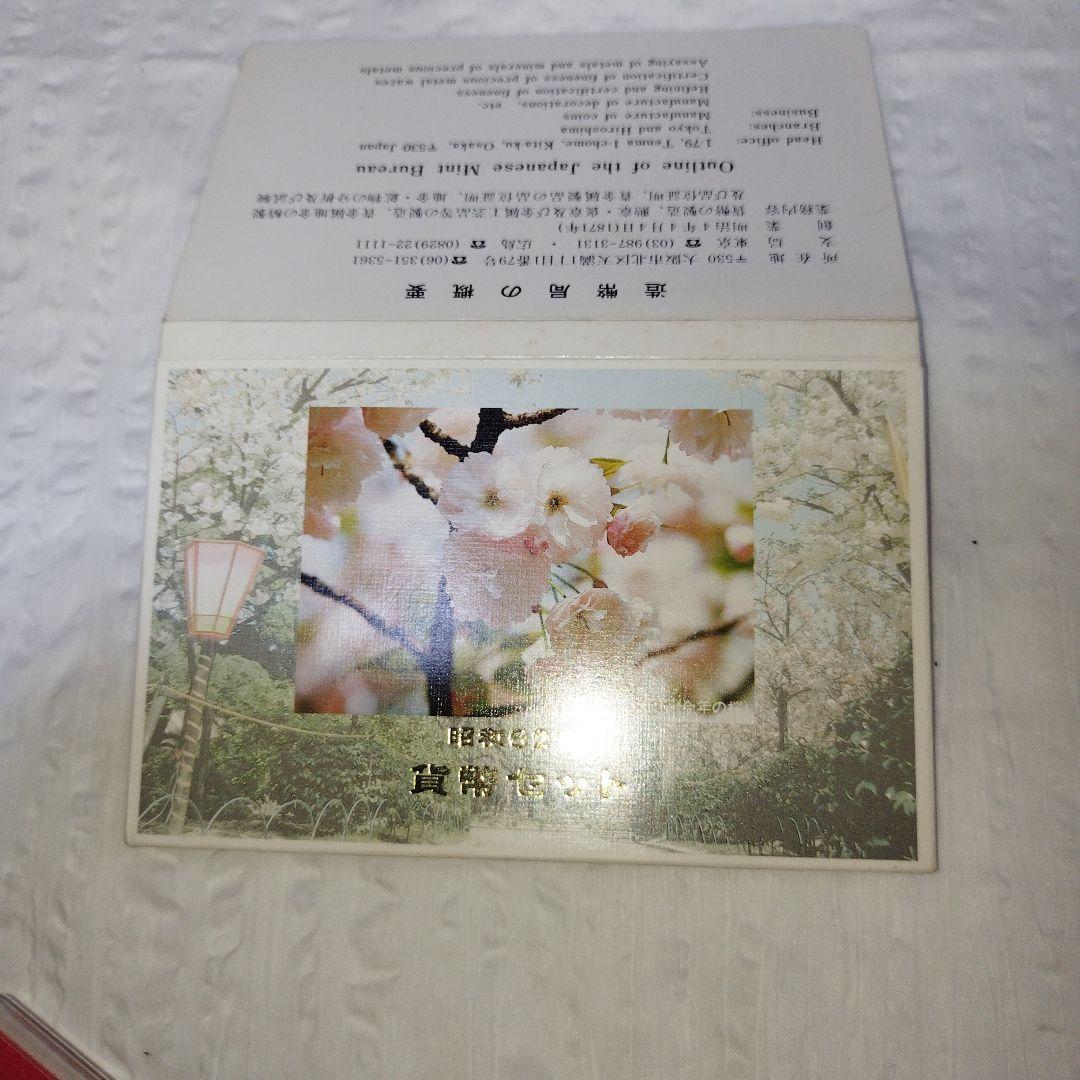 造幣局の概要
所在地 〒530 大阪市北区天満1丁目1番79号 ☎ (06)351-5361
支局 東京 ☎ (03)987-3131 ・ 広島 ☎ (0829)22-1111
創業 明治4年4月4日(1871年)
業務内容 貨幣の製造、勲章・褒章及び金属工芸品等の製造、貴金属地金の精製
及び品位証明、貴金属製品の品位証明、地金・鉱物の分析及び試験
Outline of the Japanese Mint Bureau
Head office: 1-79, Tenma 1-chome, Kita-ku, Osaka, 〒530 Japan
Branches: Tokyo and Hiroshima
Business: Manufacture of coins
Manufacture of decorations, etc.
Refining and certification of fineness
Certification of fineness of precious metal wares
Assaying of metals and minerals of precious metals
年の
昭和
貨幣セット